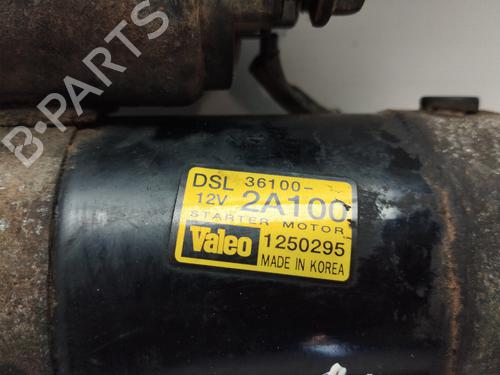 B-PARTS
DSL 36100-
12V 2A100
STARTER MOTOR
Valeo 1250295
MADE IN KOREA